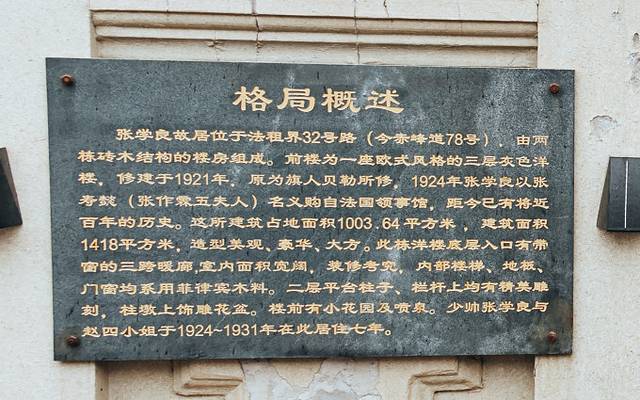 格局概述
张学良故居位于法租界32号路（今赤峰道78号），由两
栋砖木结构的楼房组成。前楼为一座欧式风格的三层灰色洋
楼，修建于1921年，原为旗人贝勒所修，1924年张学良以张
寿懿（张作霖五夫人）名义购自法国领事馆，距今已有将近
百年的历史。这所建筑占地面积1003.64平方米，建筑面积
1418平方米，造型美观、豪华、大方。此栋洋楼底层入口有带
窗的三跨暖廊,室内面积宽阔，装修考究，内部楼梯、地板、
门窗均系用菲律宾木料。二层平台柱子、栏杆上均有精美雕
刻，柱墩上饰雕花盆。楼前有小花园及喷泉。少帅张学良与
赵四小姐于1924~1931年在此居住七年。